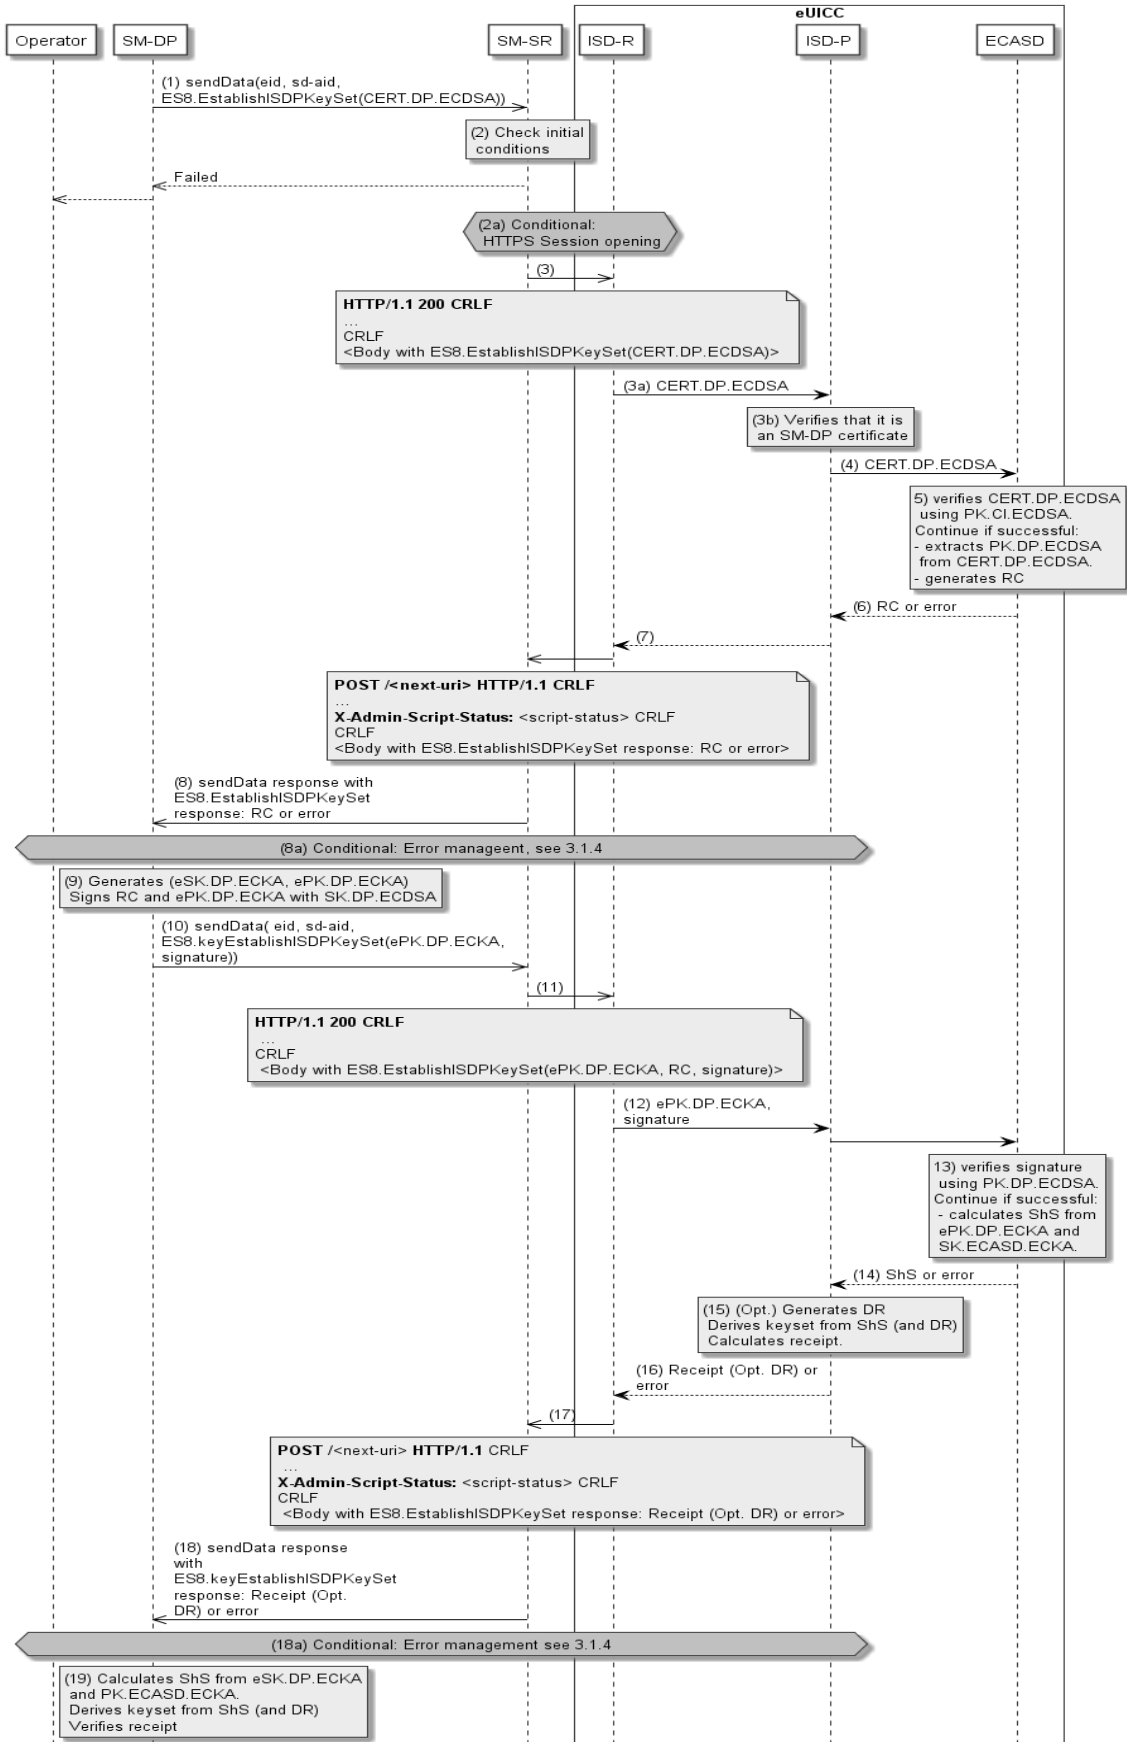 eUICC
Operator
SM-DP
SM-SR
ISD-R
ISD-P
ECASD
(1) sendData(eid, sd-aid,
ES8.EstablishISDPKeySet(CERT.DP.ECDSA))
(2) Check initial
conditions
Failed
(2a) Conditional:
HTTPS Session opening
(3)
HTTP/1.1 200 CRLF
...
CRLF
<Body with ES8.EstablishISDPKeySet(CERT.DP.ECDSA)>
(3a) CERT.DP.ECDSA
(3b) Verifies that it is
an SM-DP certificate
(4) CERT.DP.ECDSA
5) verifies CERT.DP.ECDSA
using PK.CI.ECDSA.
Continue if successful:
- extracts PK.DP.ECDSA
from CERT.DP.ECDSA.
- generates RC
(6) RC or error
(7)
POST /<next-uri> HTTP/1.1 CRLF
...
X-Admin-Script-Status: <script-status> CRLF
CRLF
<Body with ES8.EstablishISDPKeySet response: RC or error>
(8) sendData response with
ES8.EstablishISDPKeySet
response: RC or error
(8a) Conditional: Error manageent, see 3.1.4
(9) Generates (eSK.DP.ECKA, ePK.DP.ECKA)
Signs RC and ePK.DP.ECKA with SK.DP.ECDSA
(10) sendData( eid, sd-aid,
ES8.keyEstablishISDPKeySet(ePK.DP.ECKA,
signature))
(11)
HTTP/1.1 200 CRLF
...
CRLF
<Body with ES8.EstablishISDPKeySet(ePK.DP.ECKA, RC, signature)>
(12) ePK.DP.ECKA,
signature
13) verifies signature
using PK.DP.ECDSA.
Continue if successful:
- calculates ShS from
ePK.DP.ECKA and
SK.ECASD.ECKA.
(14) ShS or error
(15) (Opt.) Generates DR
Derives keyset from ShS (and DR)
Calculates receipt.
(16) Receipt (Opt. DR) or
error
(17)
POST /<next-uri> HTTP/1.1 CRLF
...
X-Admin-Script-Status: <script-status> CRLF
CRLF
<Body with ES8.EstablishISDPKeySet response: Receipt (Opt. DR) or error>
(18) sendData response
with
ES8.keyEstablishISDPKeySet
response: Receipt (Opt.
DR) or error
(18a) Conditional: Error management see 3.1.4
(19) Calculates ShS from eSK.DP.ECKA
and PK.ECASD.ECKA.
Derives keyset from ShS (and DR)
Verifies receipt